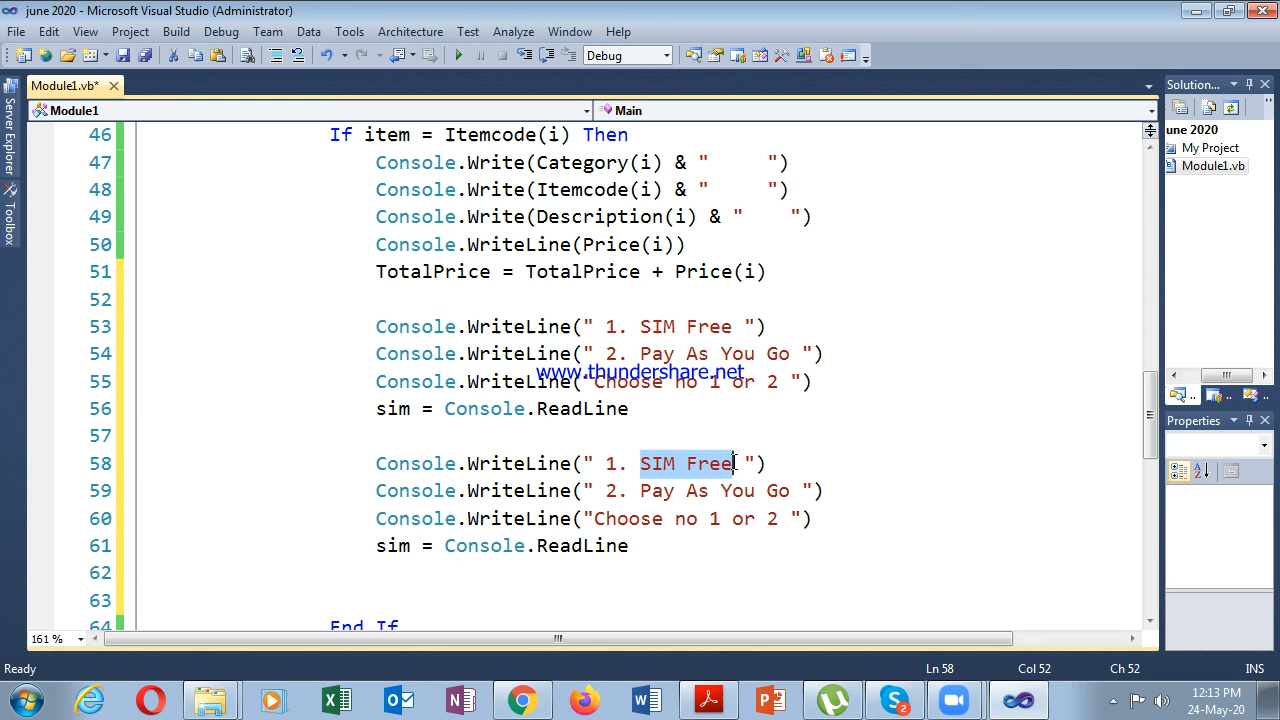 june 2020 - Microsoft Visual Studio (Administrator)
File Edit View Project Build Debug Team Data Tools Architecture Test Analyze Window Help
Debug
Module1.vb*
Module1 Main
Server Explorer
Toolbox
46 If item = Itemcode(i) Then
47 Console.Write(Category(i) & "     ")
48 Console.Write(Itemcode(i) & "     ")
49 Console.Write(Description(i) & "    ")
50 Console.WriteLine(Price(i))
51 TotalPrice = TotalPrice + Price(i)
52
53 Console.WriteLine(" 1. SIM Free ")
54 Console.WriteLine(" 2. Pay As You Go ")
www.thundershare.net
55 Console.WriteLine("Choose no 1 or 2 ")
56 sim = Console.ReadLine
57
58 Console.WriteLine(" 1. SIM Free ")
59 Console.WriteLine(" 2. Pay As You Go ")
60 Console.WriteLine("Choose no 1 or 2 ")
61 sim = Console.ReadLine
62
63
64 End If
161 %
Solution...
une 2020
My Project
Module1.vb
Properties
Ready Ln 58 Col 52 Ch 52 INS
2
12:13 PM
24-May-20